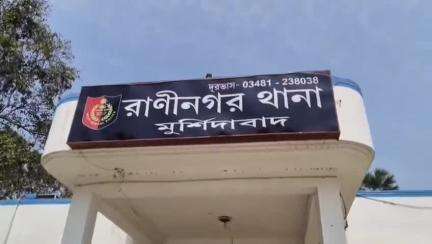 দূরভাস- 03481 - 238038
রাণীনগর থানা
মুর্শিদাবাদ